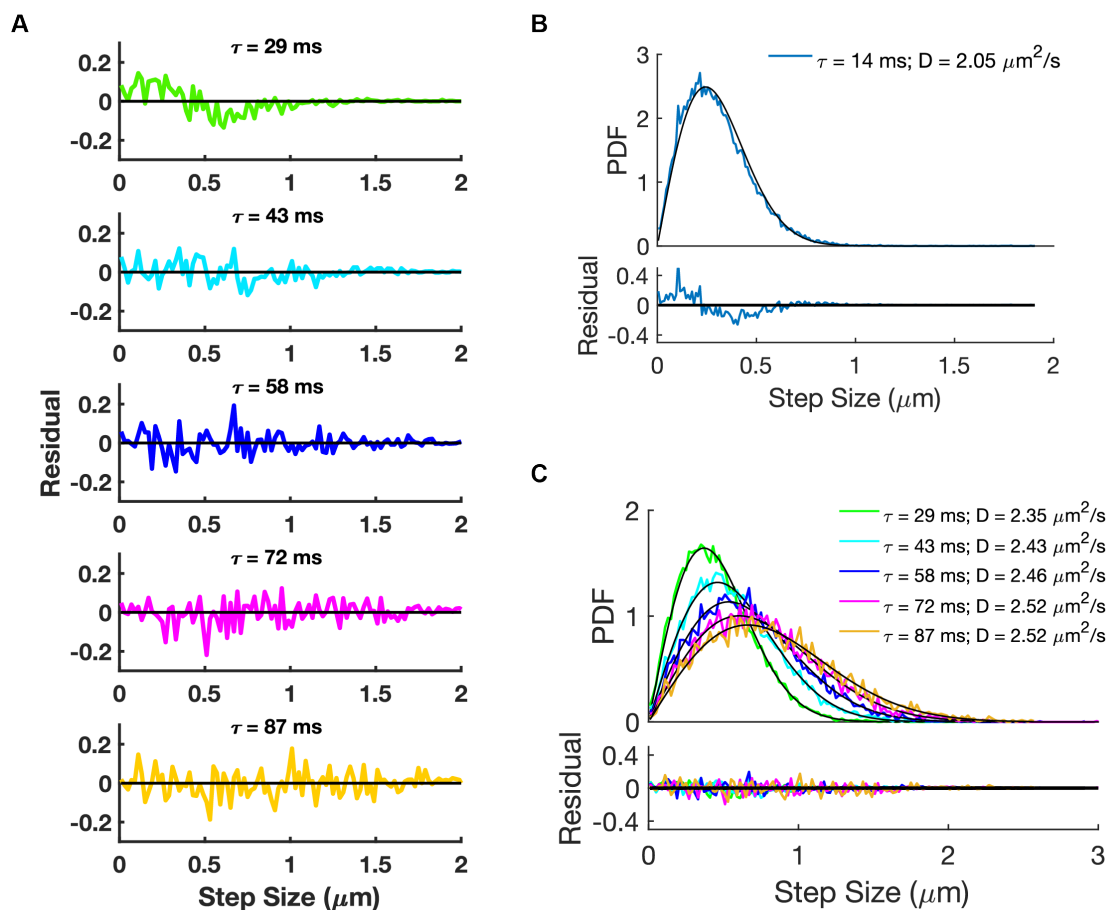 A
τ = 29 ms
0.2
0
-0.2
0 0.5 1 1.5 2
τ = 43 ms
0.2
0
-0.2
0 0.5 1 1.5 2
τ = 58 ms
0.2
0
-0.2
0 0.5 1 1.5 2
τ = 72 ms
0.2
0
-0.2
0 0.5 1 1.5 2
τ = 87 ms
0.2
0
-0.2
0 0.5 1 1.5 2
Residual
Step Size (μm)
B
τ = 14 ms; D = 2.05 μm²/s
3
2
1
0
PDF
0.4
0
-0.4
Residual
0 0.5 1 1.5 2
Step Size (μm)
C
τ = 29 ms; D = 2.35 μm²/s
τ = 43 ms; D = 2.43 μm²/s
τ = 58 ms; D = 2.46 μm²/s
τ = 72 ms; D = 2.52 μm²/s
τ = 87 ms; D = 2.52 μm²/s
2
1
0
PDF
0.4
0
-0.4
Residual
0 1 2 3
Step Size (μm)